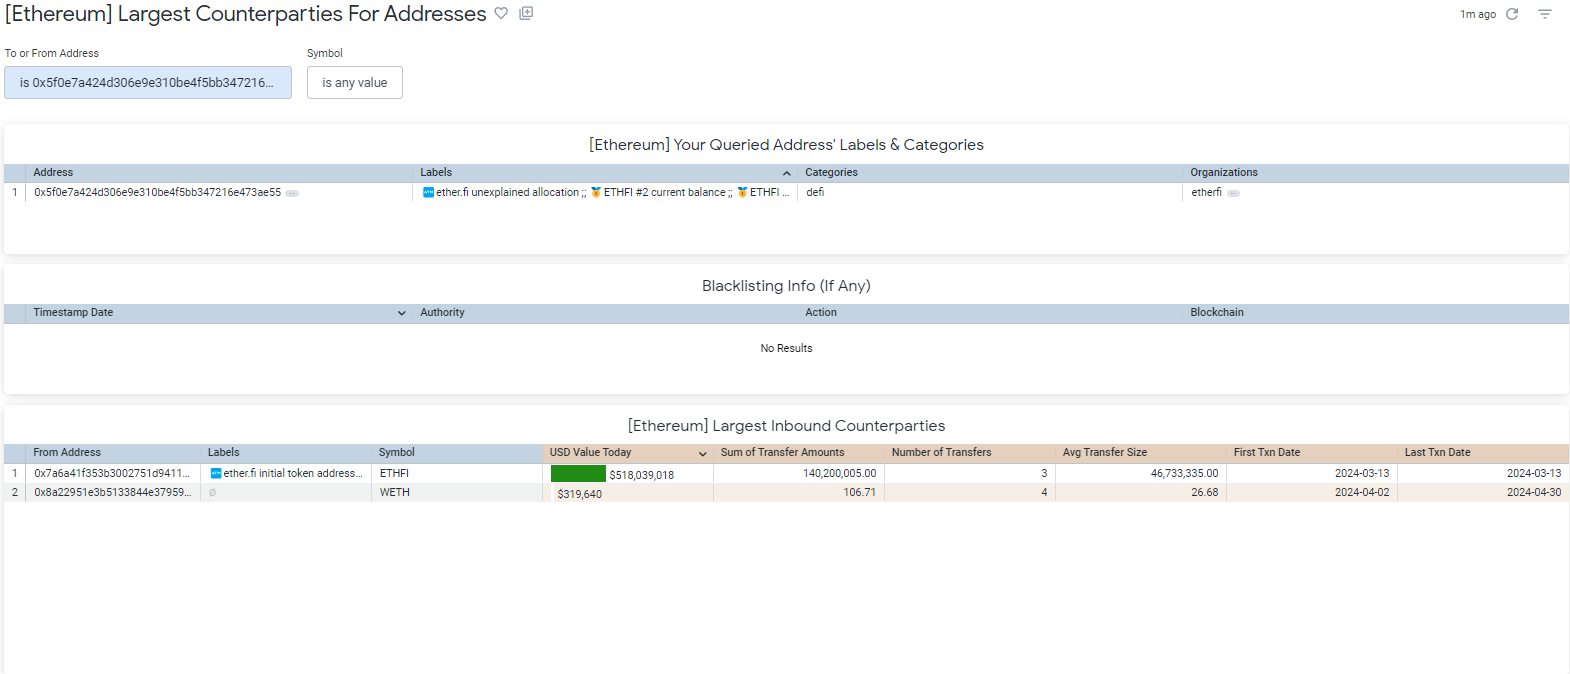 [Ethereum] Largest Counterparties For Addresses
1m ago
To or From Address Symbol
is 0x5f0e7a424d306e9e310be4f5bb347216... is any value
[Ethereum] Your Queried Address' Labels & Categories
Address Labels Categories Organizations
1 0x5f0e7a424d306e9e310be4f5bb347216e473ae55 ether.fi unexplained allocation ;; 🥇 ETHFI #2 current balance ;; 🥇 ETHFI ... defi etherfi
Blacklisting Info (If Any)
Timestamp Date Authority Action Blockchain
No Results
[Ethereum] Largest Inbound Counterparties
From Address Labels Symbol USD Value Today Sum of Transfer Amounts Number of Transfers Avg Transfer Size First Txn Date Last Txn Date
1 0x7a6a41f353b3002751d9411... ether.fi initial token address... ETHFI $518,039,018 140,200,005.00 3 46,733,335.00 2024-03-13 2024-03-13
2 0x8a22951e3b5133844e37959... ∅ WETH $319,640 106.71 4 26.68 2024-04-02 2024-04-30